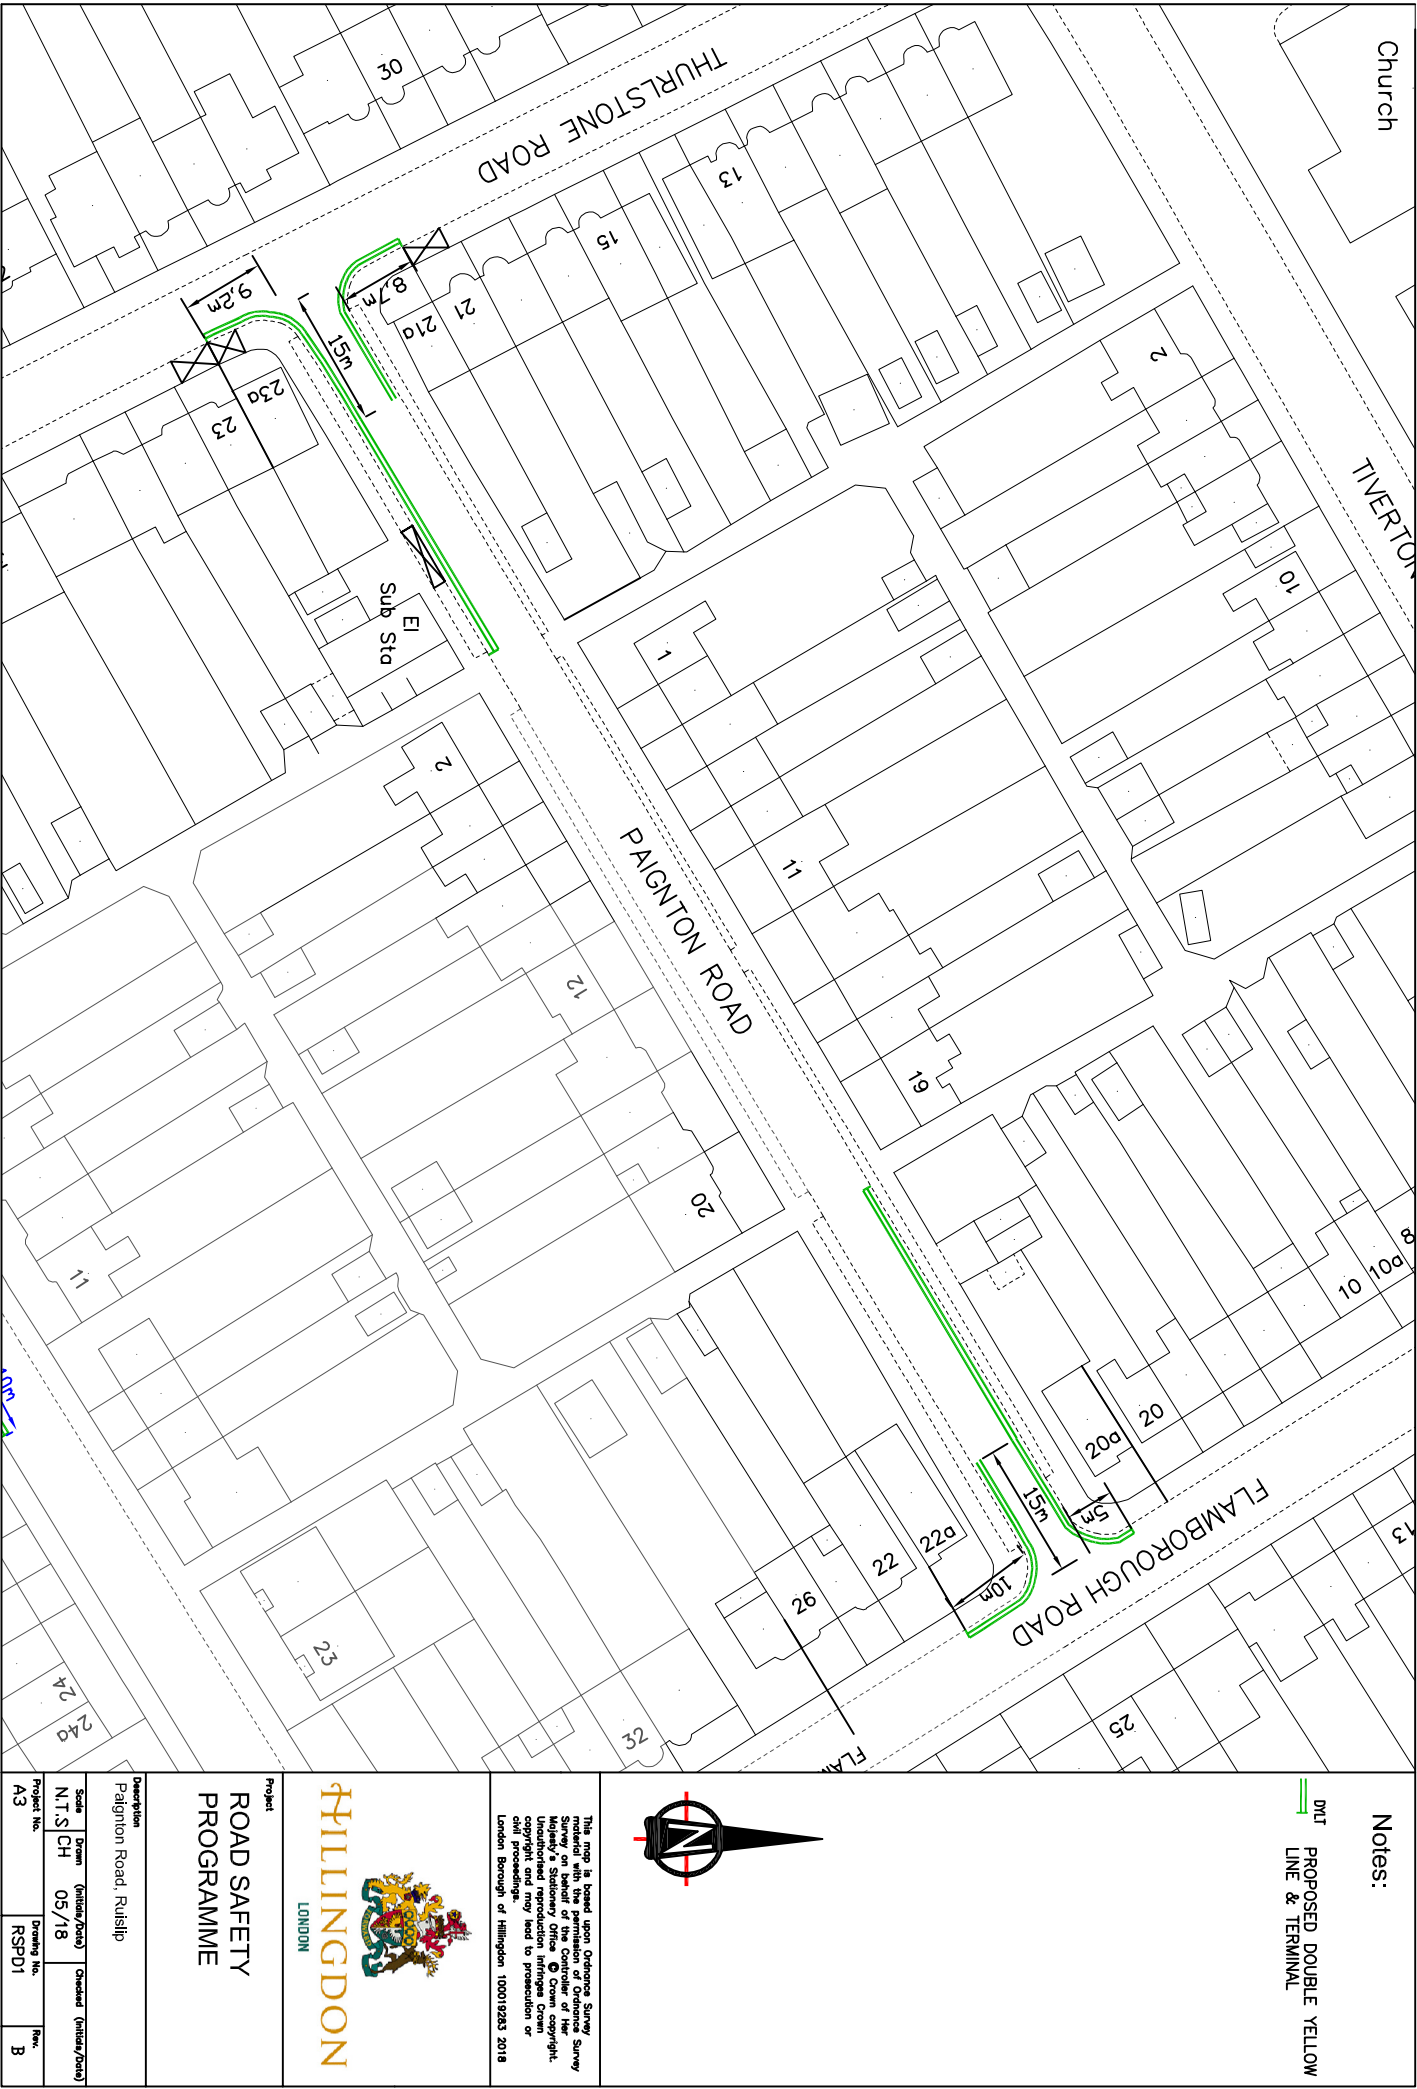 Church
THURLSTONE ROAD
TIVERTON
PAIGNTON ROAD
FLAMBOROUGH ROAD
30
13
15
21
21a
8,7m
9,2m
15m
23a
23
El
Sub Sta
2
10
1
11
19
2
12
20
11
10
10a
8
20
20a
5m
15m
10m
22a
22
26
13
25
23
32
24
24a
FLAM
Notes:
DYLT
PROPOSED DOUBLE YELLOW
LINE & TERMINAL
N
This map is based upon Ordnance Survey
material with the permission of Ordnance Survey
Survey on behalf of the Controller of Her
Majesty's Stationery Office © Crown copyright.
Unauthorised reproduction infringes Crown
copyright and may lead to prosecution or
civil proceedings.
London Borough of Hillingdon 100019283 2018
HILLINGDON
LONDON
Project
ROAD SAFETY
PROGRAMME
Description
Paignton Road, Ruislip
Scale
N.T.S
Drawn (Initials/Date)
CH 05/18
Checked (Initials/Date)
Project No.
A3
Drawing No.
RSPD1
Rev.
B